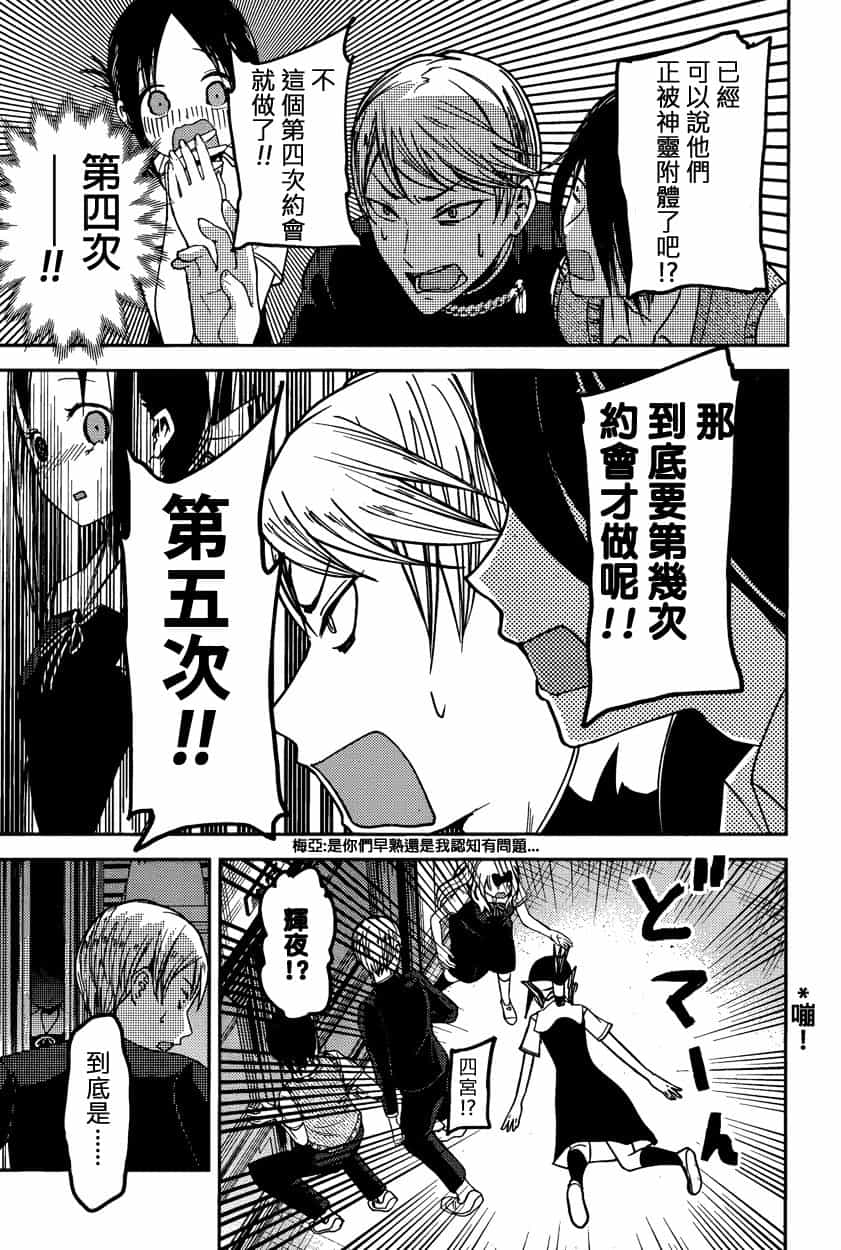 已經
可以說他們
正被神靈附體了吧!?
不
這個第四次約會
就做了!!
第四次
——!!
那
到底要第幾次
約會才做呢!!
第五次!!
梅亞:是你們早熟還是我認知有問題...
どてーん
*嘣!
輝夜!?
四宮!?
到底是……